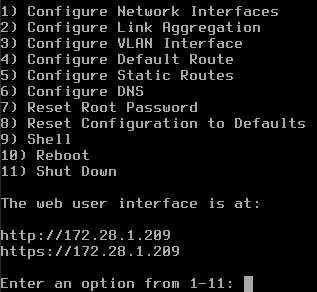 1) Configure Network Interfaces
2) Configure Link Aggregation
3) Configure VLAN Interface
4) Configure Default Route
5) Configure Static Routes
6) Configure DNS
7) Reset Root Password
8) Reset Configuration to Defaults
9) Shell
10) Reboot
11) Shut Down
The web user interface is at:
http://172.28.1.209
https://172.28.1.209
Enter an option from 1-11: